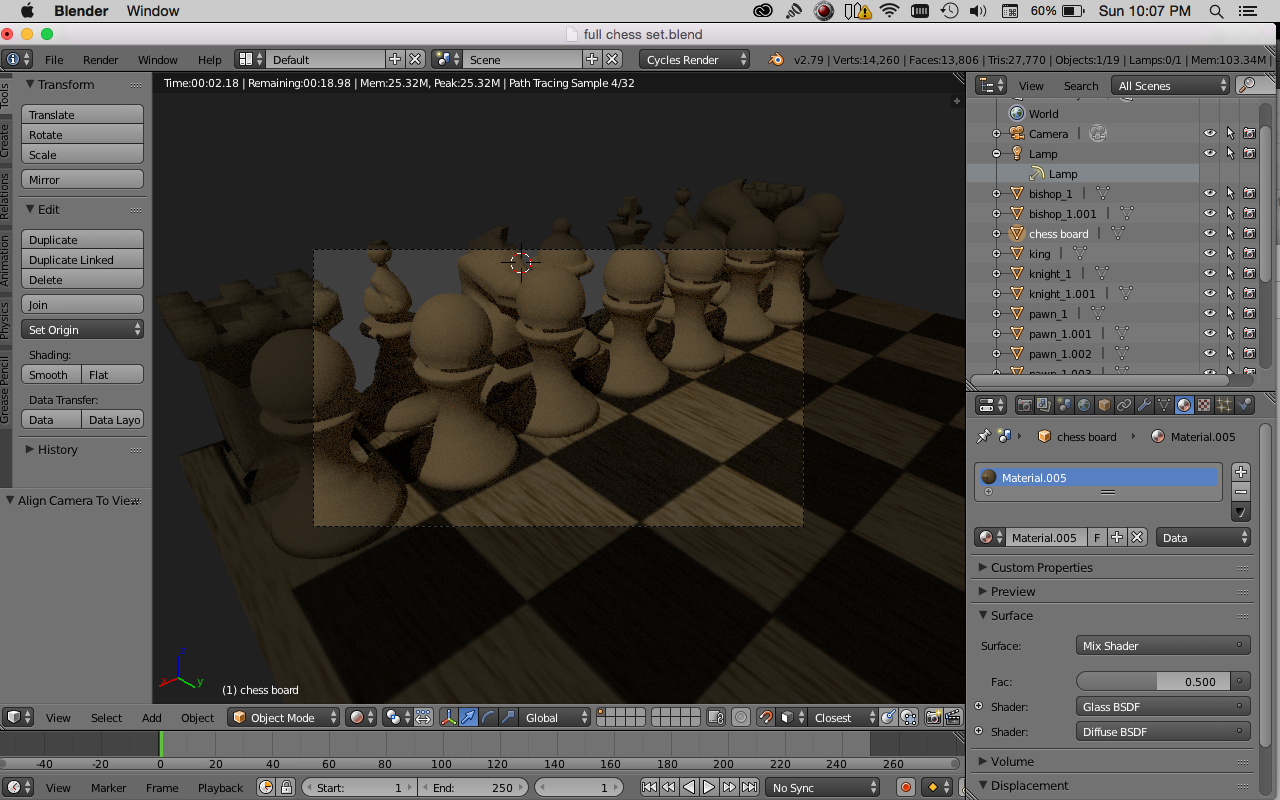 Blender Window 60% Sun 10:07 PM
full chess set.blend
File Render Window Help Default Scene Cycles Render v2.79 | Verts:14,260 | Faces:13,806 | Tris:27,770 | Objects:1/19 | Lamps:0/1 | Mem:103.34M |
Time:00:02.18 | Remaining:00:18.98 | Mem:25.32M, Peak:25.32M | Path Tracing Sample 4/32
Tools
Create
Relations
Animation
Physics
Grease Pencil
Transform
Translate
Rotate
Scale
Mirror
Edit
Duplicate
Duplicate Linked
Delete
Join
Set Origin
Shading:
Smooth Flat
Data Transfer:
Data Data Layo
History
Align Camera To View
(1) chess board
View Select Add Object Object Mode Global Closest
-40 -20 0 20 40 60 80 100 120 140 160 180 200 220 240 260
View Marker Frame Playback Start: 1 End: 250 1 No Sync
View Search All Scenes
World
Camera
Lamp
Lamp
bishop_1
bishop_1.001
chess board
king
knight_1
knight_1.001
pawn_1
pawn_1.001
pawn_1.002
pawn_1.003
chess board Material.005
Material.005
Material.005 F Data
Custom Properties
Preview
Surface
Surface: Mix Shader
Fac: 0.500
Shader: Glass BSDF
Shader: Diffuse BSDF
Volume
Displacement